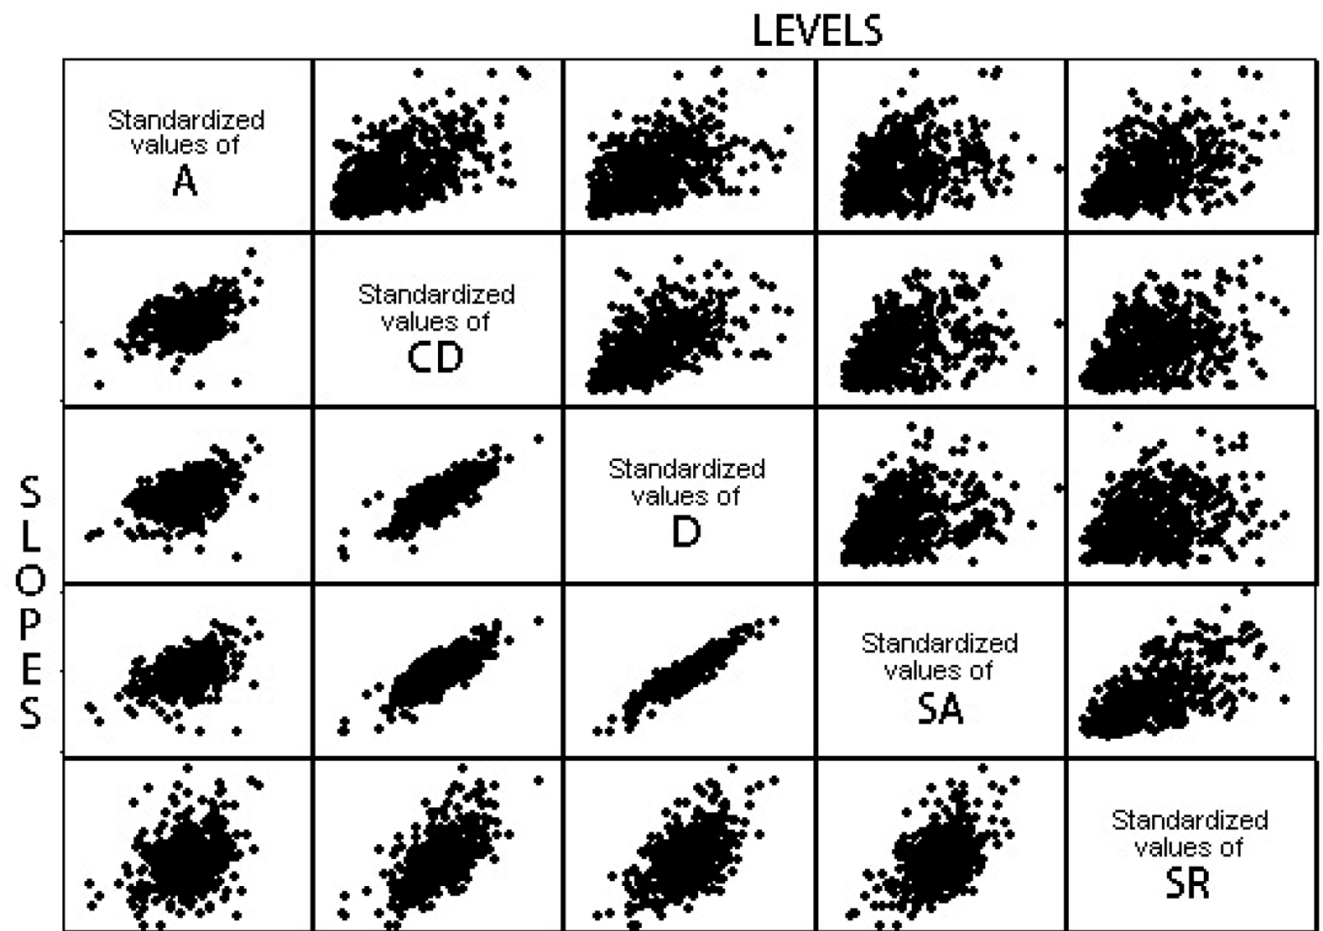 LEVELS
Standardized
values of
A
Standardized
values of
CD
Standardized
values of
D
Standardized
values of
SA
Standardized
values of
SR
S
L
O
P
E
S